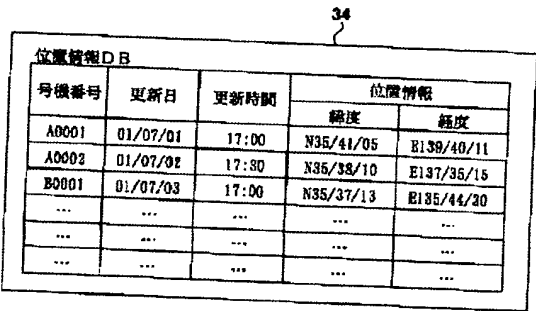 34
位置情報DB
号機番号 更新日 更新時間 位置情報
緯度 経度
A0001 01/07/01 17:00 N35/41/05 E139/40/11
A0002 01/07/02 17:30 N35/38/10 E137/35/15
B0001 01/07/03 17:00 N35/37/13 E135/44/20
... ... ... ... ...
... ... ... ... ...
... ... ... ... ...